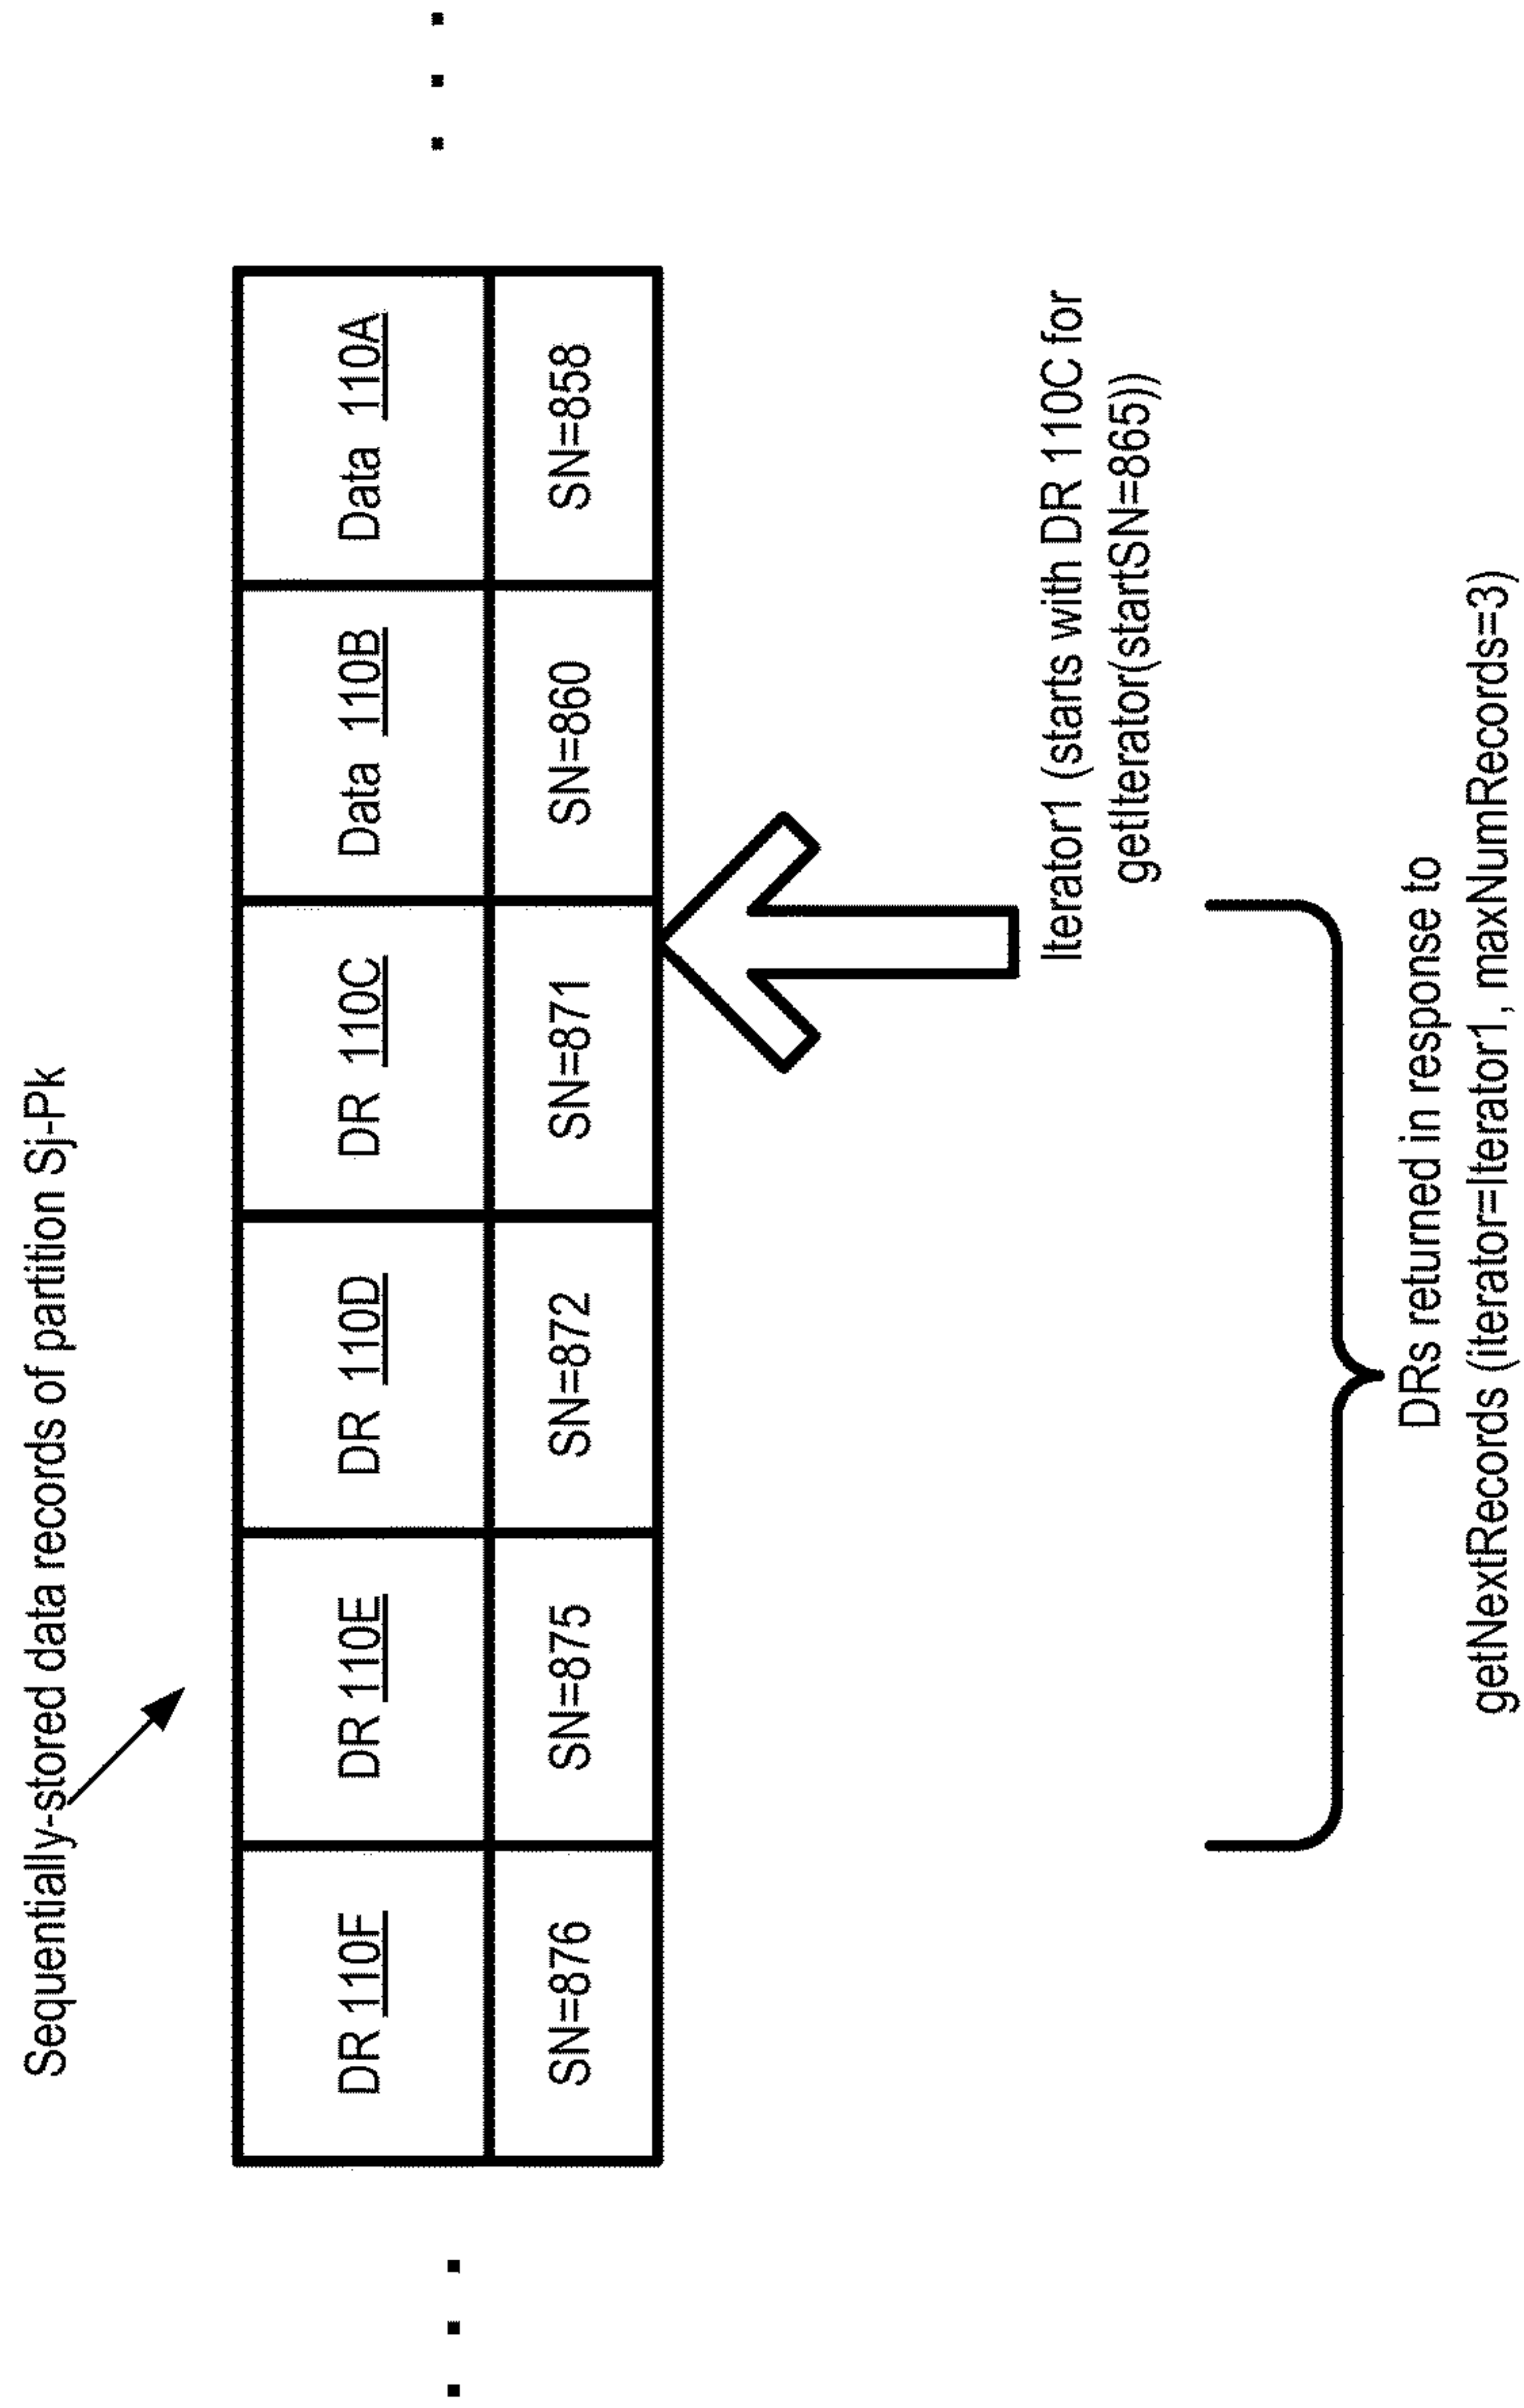 Sequentially-stored data records of partition Sj-Pk
DR 110F DR 110E DR 110D DR 110C Data 110B Data 110A
SN=876 SN=875 SN=872 SN=871 SN=860 SN=858
Iterator1 (starts with DR 110C for
getIterator(startSN=865))
DRs returned in response to
getNextRecords (iterator=Iterator1, maxNumRecords=3)